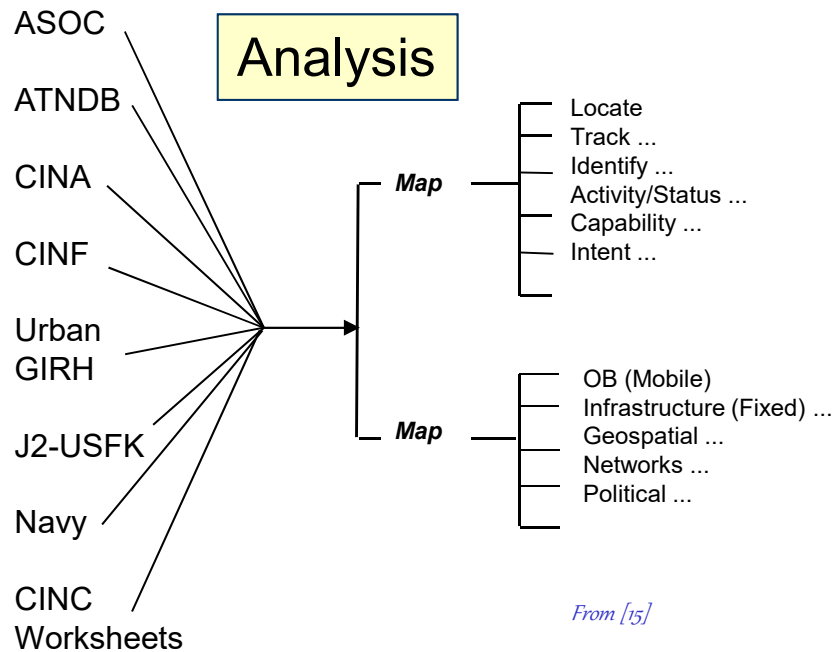 ASOC
Analysis
ATNDB
CINA
CINF
Urban
GIRH
J2-USFK
Navy
CINC
Worksheets
Map
Locate
Track ...
Identify ...
Activity/Status ...
Capability ...
Intent ...
Map
OB (Mobile)
Infrastructure (Fixed) ...
Geospatial ...
Networks ...
Political ...
From [15]